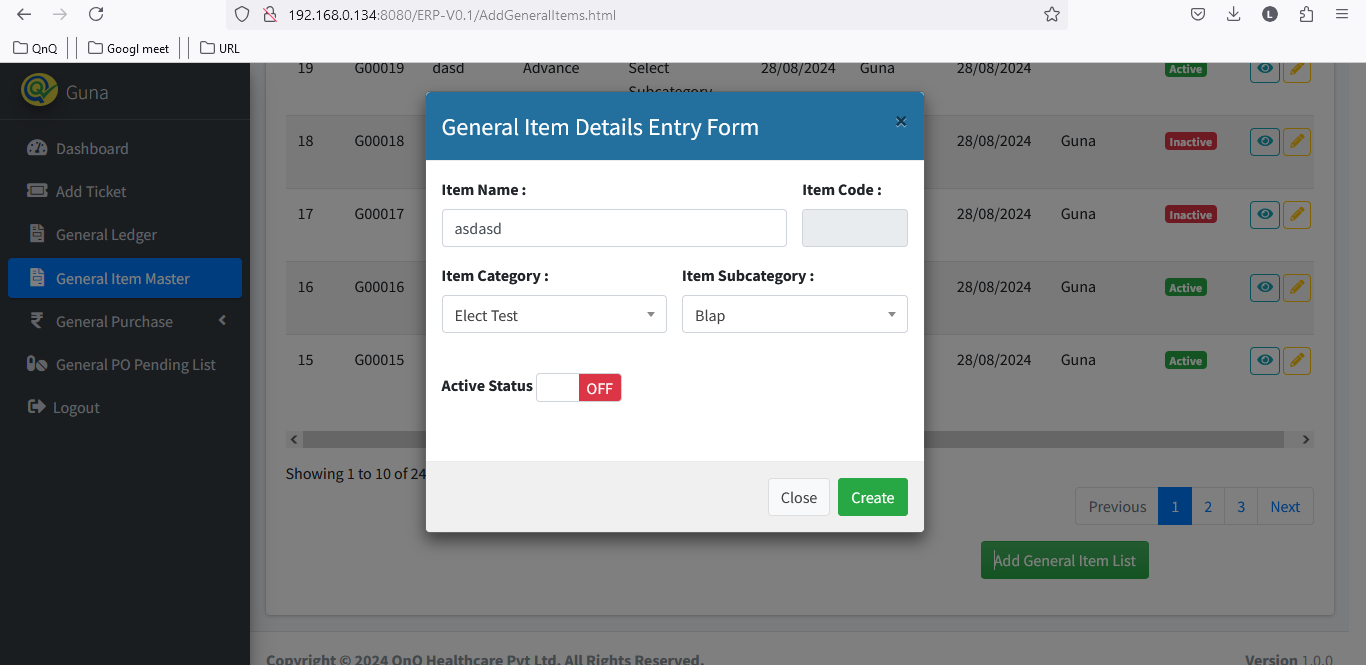 192.168.0.134:8080/ERP-V0.1/AddGeneralItems.html
L
QnQ Googl meet URL
Guna
Dashboard
Add Ticket
General Ledger
General Item Master
General Purchase
General PO Pending List
Logout
19 G00019 dasd Advance Select 28/08/2024 Guna 28/08/2024 Active
Subcategory
General Item Details Entry Form ×
18 G00018 28/08/2024 Guna Inactive
17 G00017 28/08/2024 Guna Inactive
16 G00016 28/08/2024 Guna Active
15 G00015 28/08/2024 Guna Active
Item Name : Item Code :
asdasd
Item Category : Item Subcategory :
Elect Test Blap
Active Status OFF
Close Create
Showing 1 to 10 of 24
Previous 1 2 3 Next
Add General Item List
Copyright © 2024 QnQ Healthcare Pvt Ltd. All Rights Reserved. Version 1.0.0